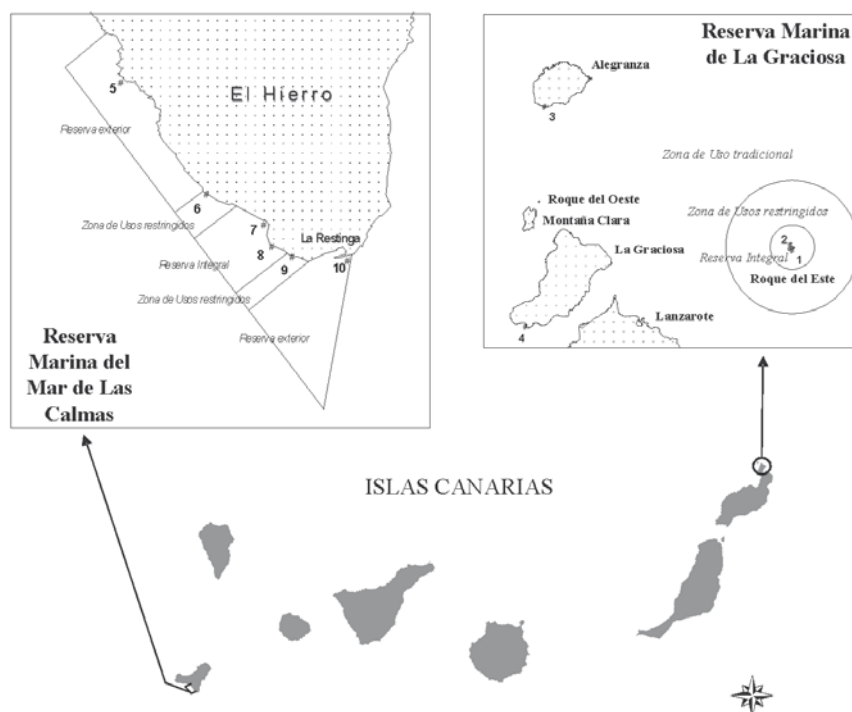 5
El Hierro
Reserva exterior
6
Zona de Usos restringidos
7
La Restinga
8
Reserva Integral
9
10
Zona de Usos restringidos
Reserva exterior
Reserva
Marina del
Mar de Las
Calmas
Reserva Marina
de La Graciosa
Alegranza
3
Zona de Uso tradicional
Roque del Oeste
Zona de Usos restringidos
Montaña Clara
La Graciosa
2
Reserva Integral
1
Roque del Este
Lanzarote
4
ISLAS CANARIAS